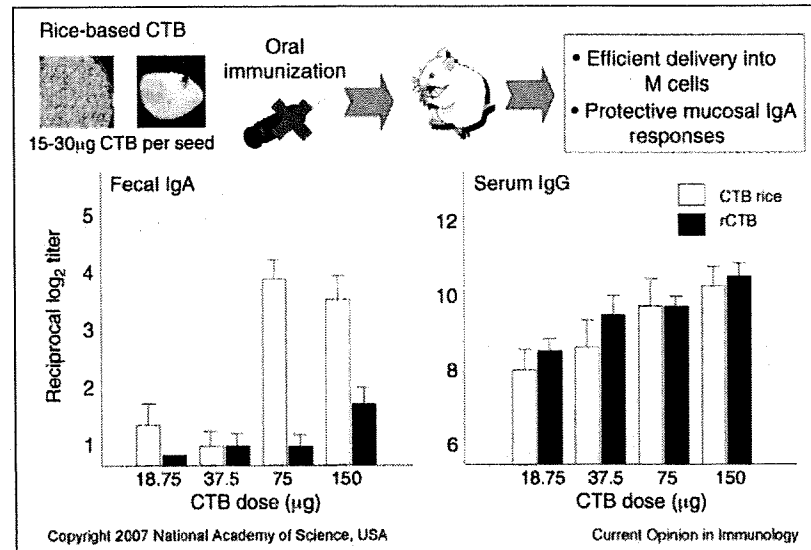 Rice-based CTB
Oral
immunization
15-30μg CTB per seed
• Efficient delivery into
M cells
• Protective mucosal IgA
responses
Fecal IgA
Reciprocal log2 titer
5
4
3
2
1
18.75 37.5 75 150
CTB dose (μg)
Serum IgG
CTB rice
rCTB
12
10
8
6
18.75 37.5 75 150
CTB dose (μg)
Copyright 2007 National Academy of Science, USA
Current Opinion in Immunology